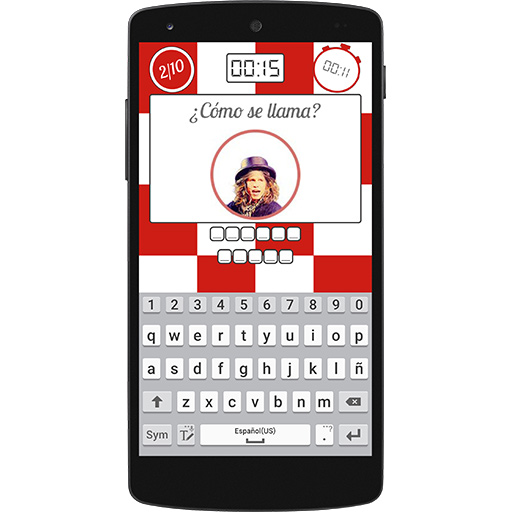 2/10
00:15
00:11
¿Cómo se llama?
1 2 3 4 5 6 7 8 9 0
q w e r t y u i o p
a s d f g h j k l ñ
z x c v b n m
Sym Español(US) . ?